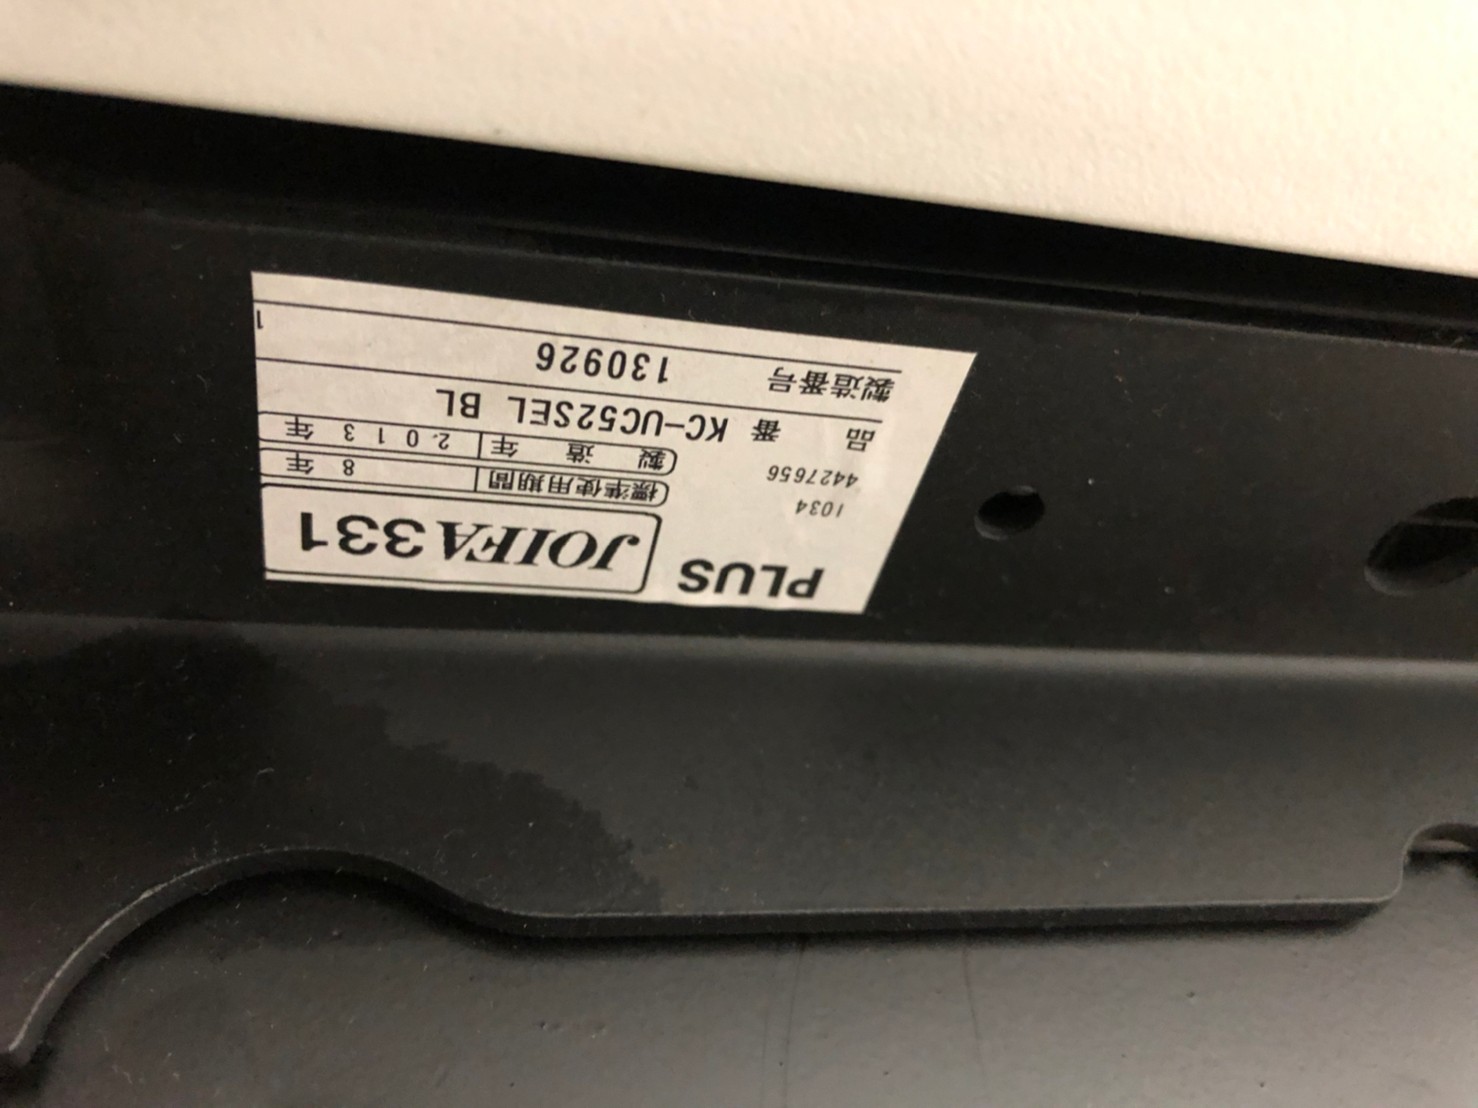 PLUS JOIFA331
1034 標準使用期間 8 年
4427656 製造年 2013年
品番 KC-UC52SEL BL
製造番号 130926
1